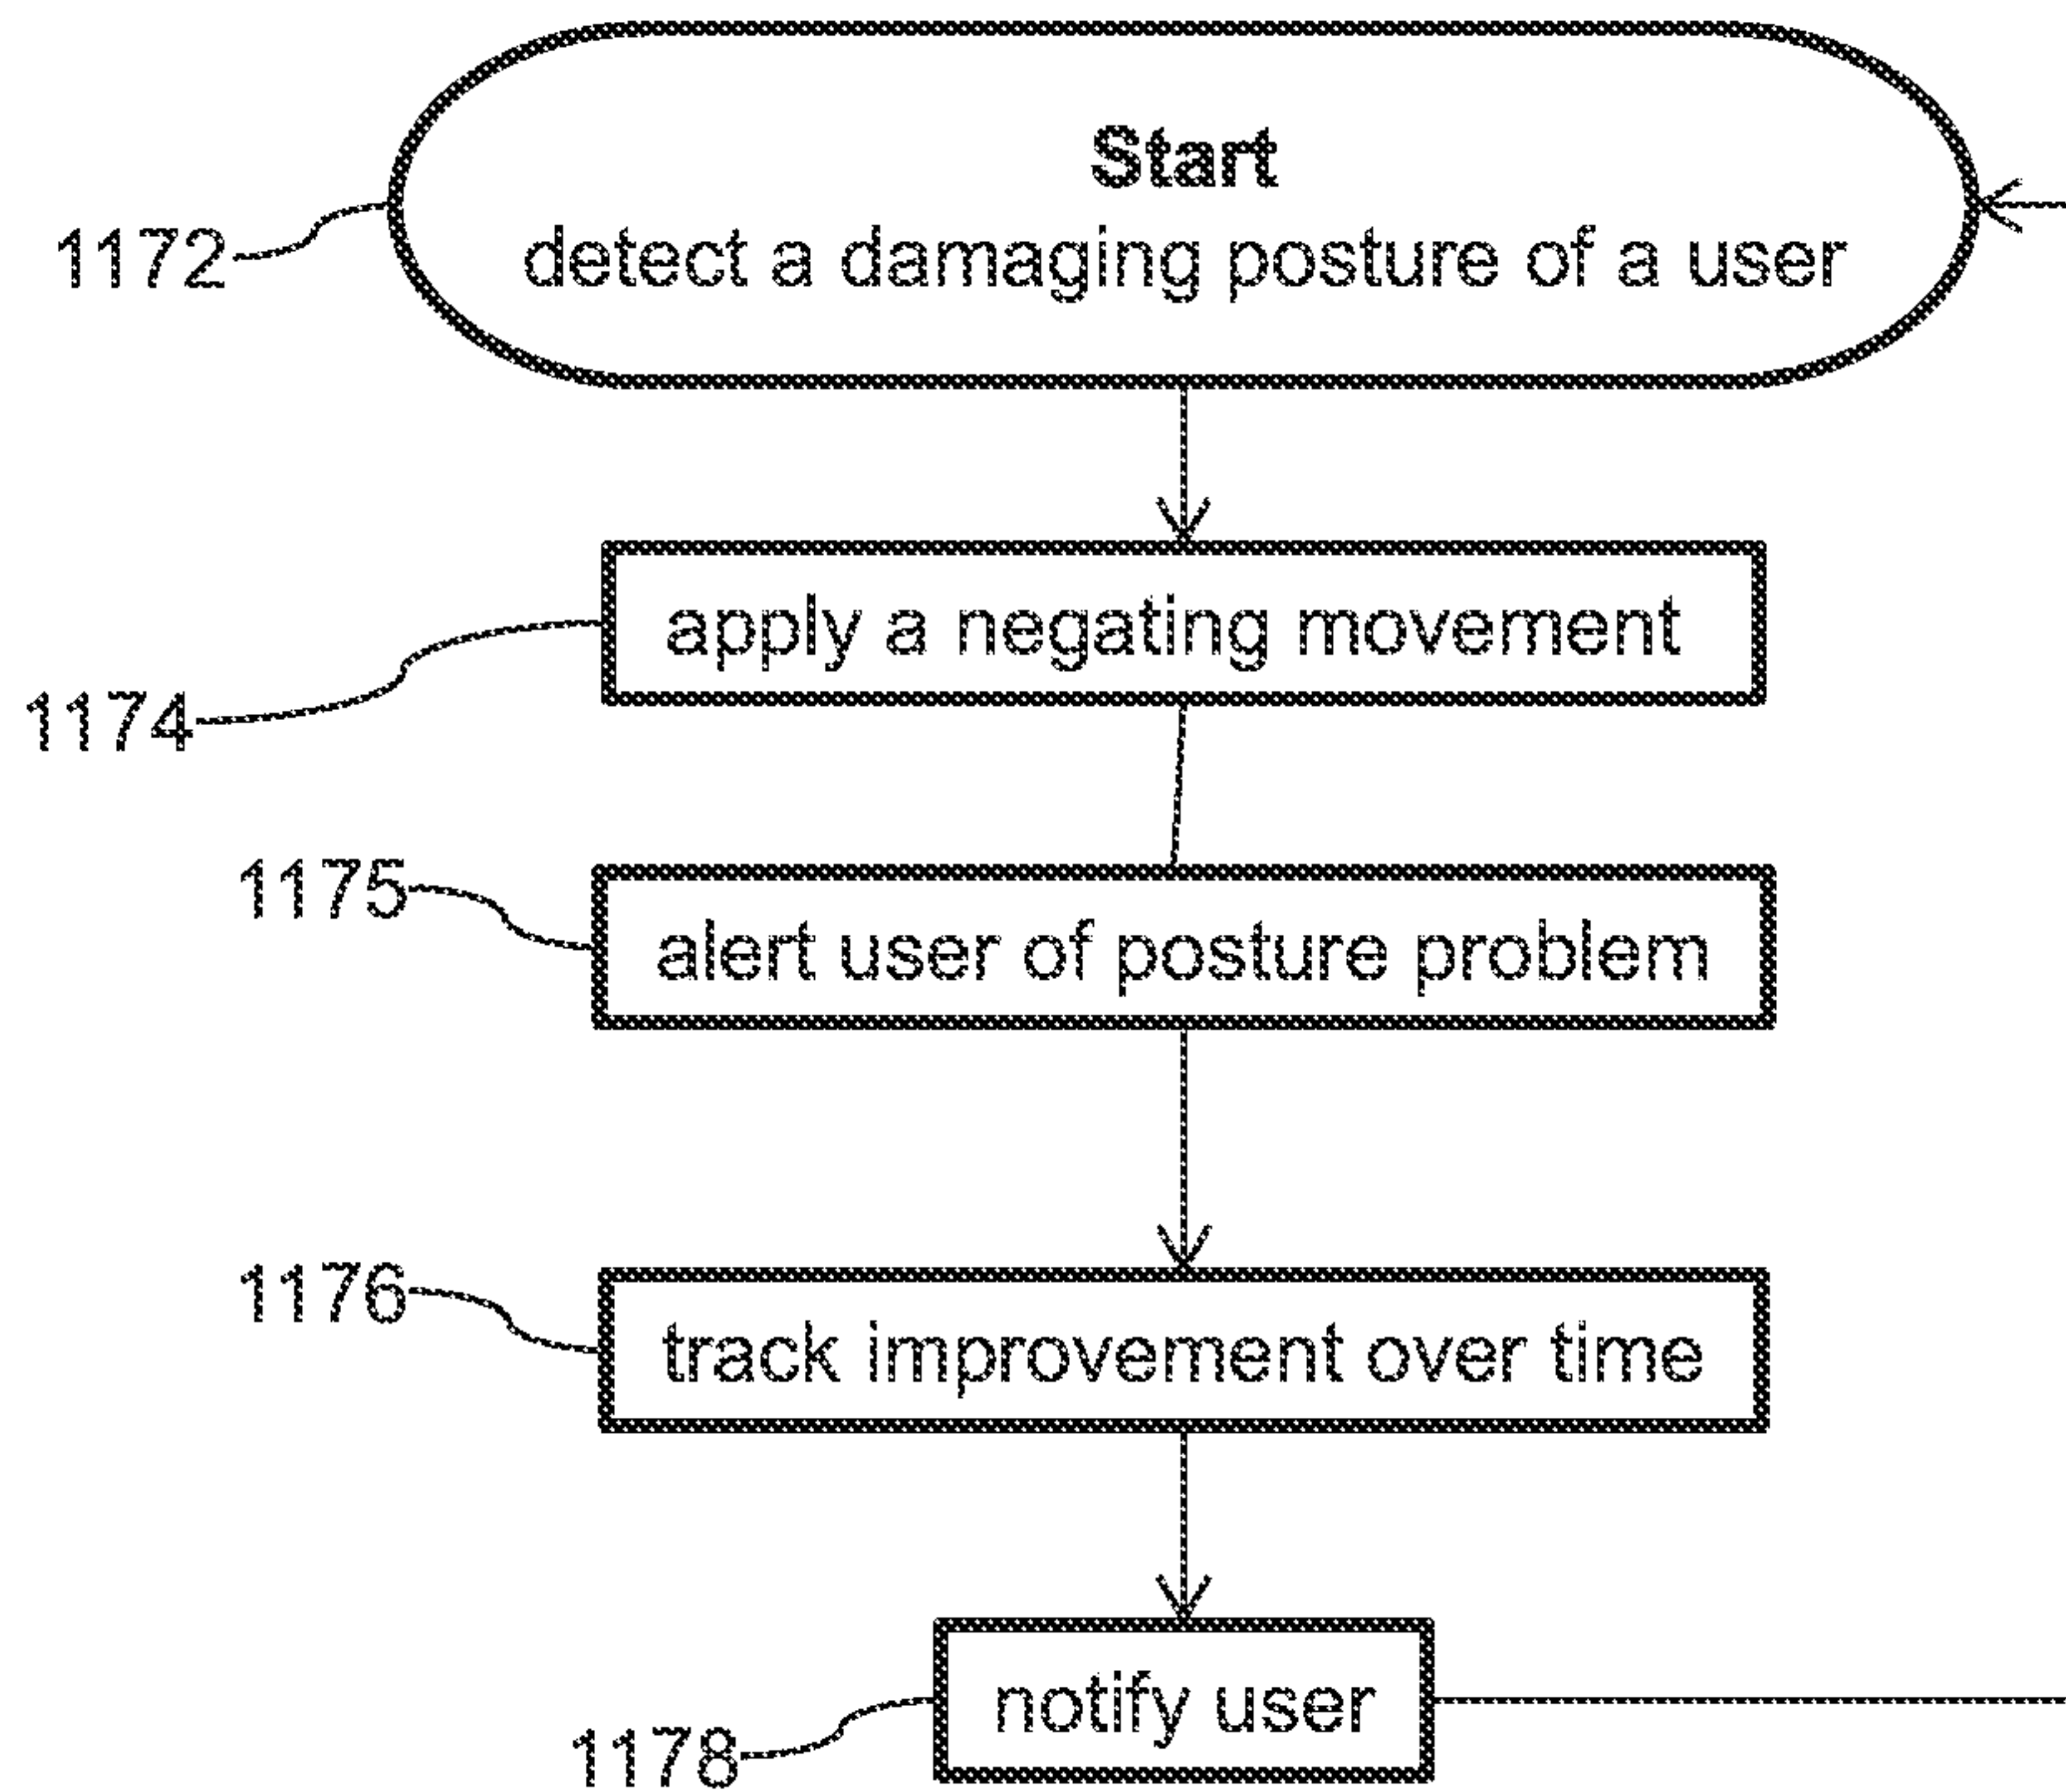 Start
1172
detect a damaging posture of a user
apply a negating movement
1174
1175
alert user of posture problem
1176
track improvement over time
notify user
1178